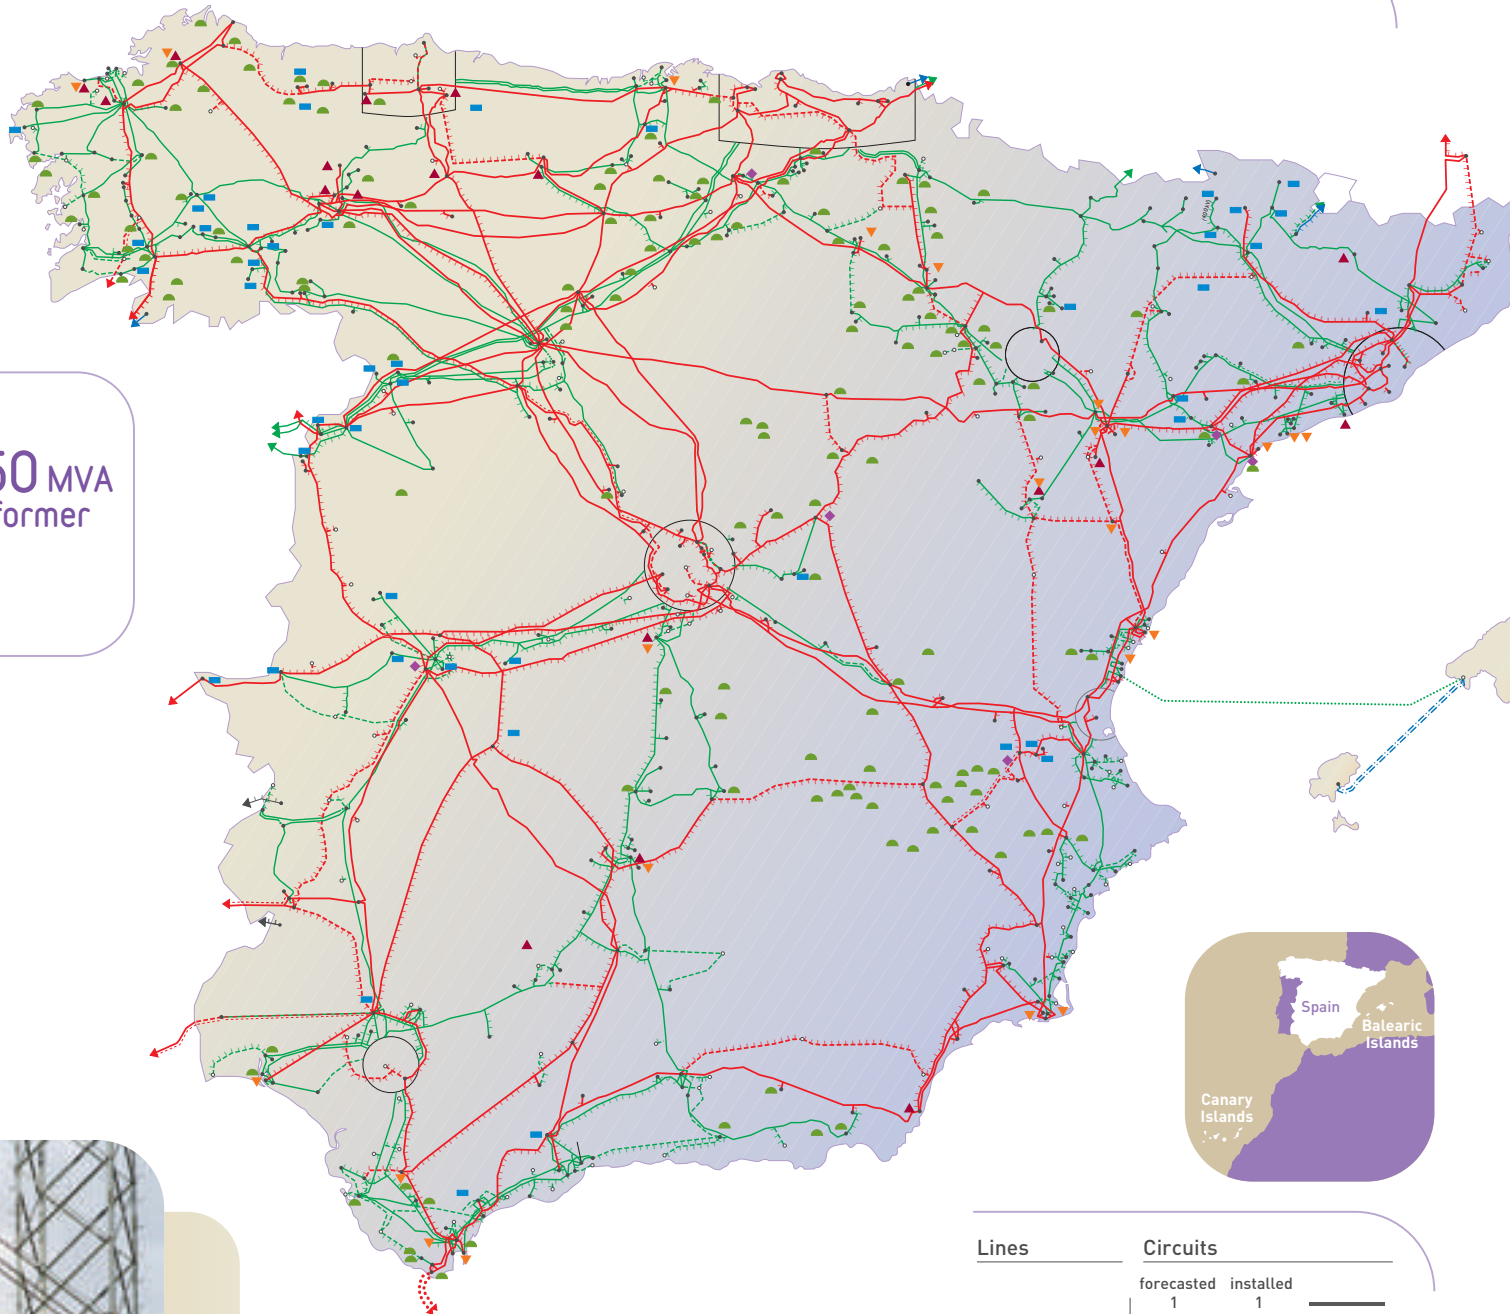 50 MVA
former
Spain
Balearic
Islands
Canary
Islands
Lines
Circuits
forecasted installed
1 1